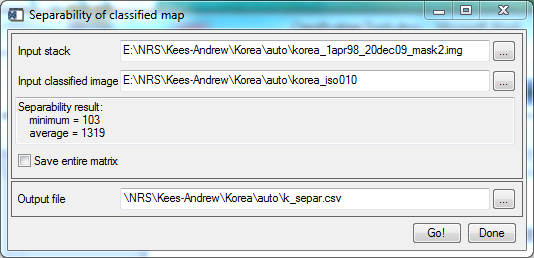 Separability of classified map
Input stack E:\NRS\Kees-Andrew\Korea\auto\korea_1apr98_20dec09_mask2.img ...
Input classified image E:\NRS\Kees-Andrew\Korea\auto\korea_iso010 ...
Separability result:
minimum = 103
average = 1319
Save entire matrix
Output file \NRS\Kees-Andrew\Korea\auto\k_separ.csv ...
Go! Done